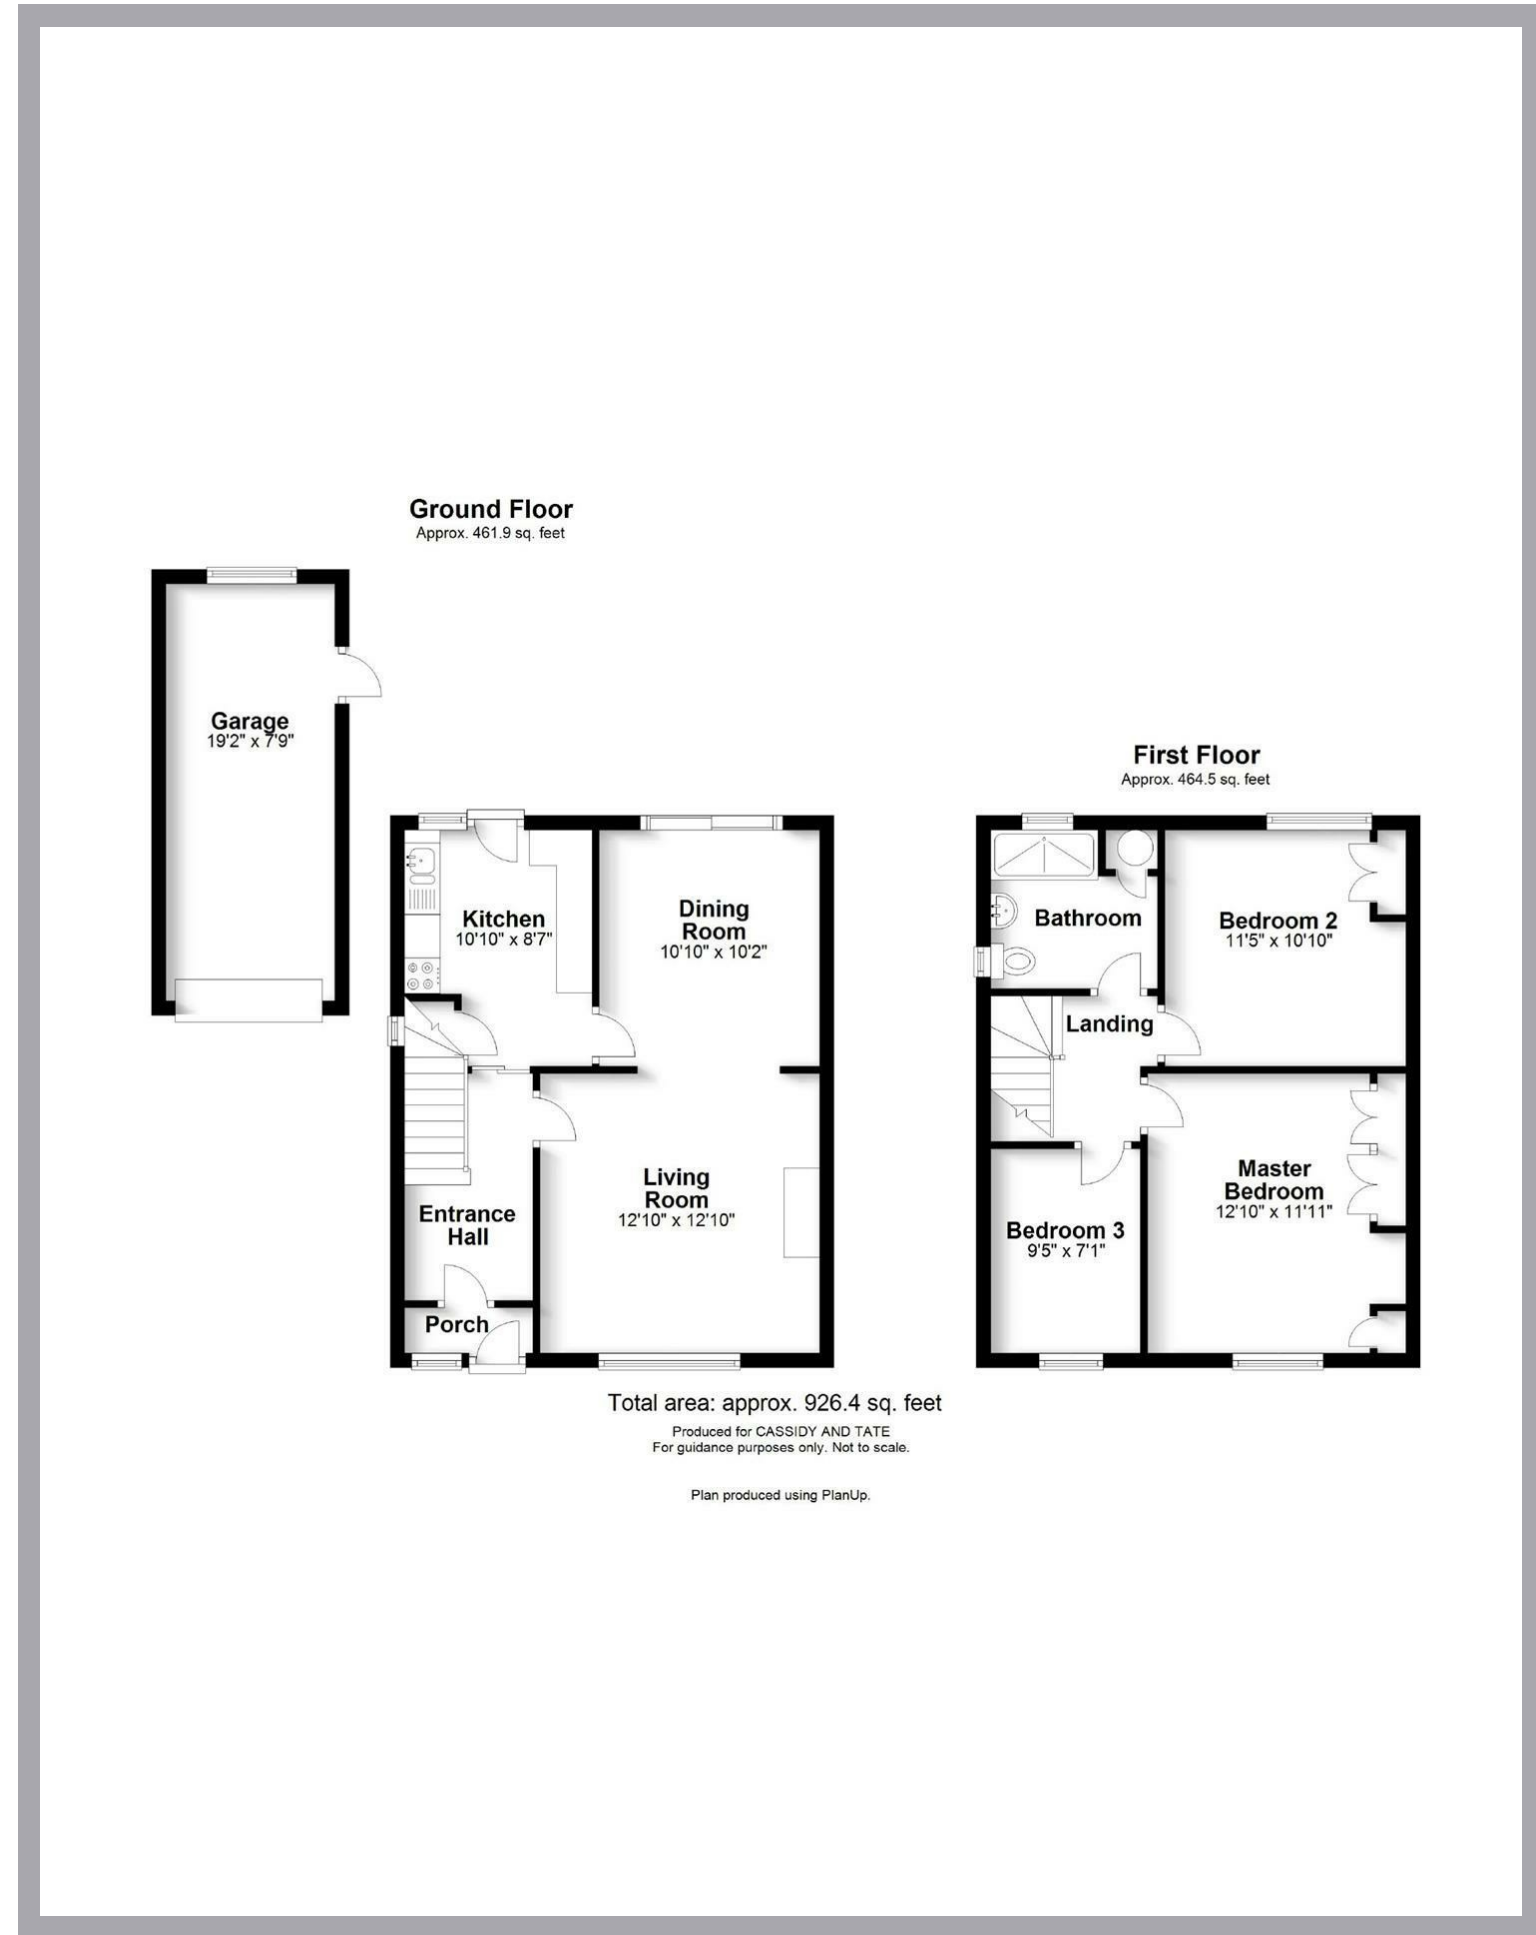 Ground Floor
Approx. 461.9 sq. feet
Garage
19'2" x 7'9"
Kitchen
10'10" x 8'7"
Dining
Room
10'10" x 10'2"
Living
Room
12'10" x 12'10"
Entrance
Hall
Porch
First Floor
Approx. 464.5 sq. feet
Bathroom
Bedroom 2
11'5" x 10'10"
Landing
Master
Bedroom
12'10" x 11'11"
Bedroom 3
9'5" x 7'1"
Total area: approx. 926.4 sq. feet
Produced for CASSIDY AND TATE
For guidance purposes only. Not to scale.
Plan produced using PlanUp.